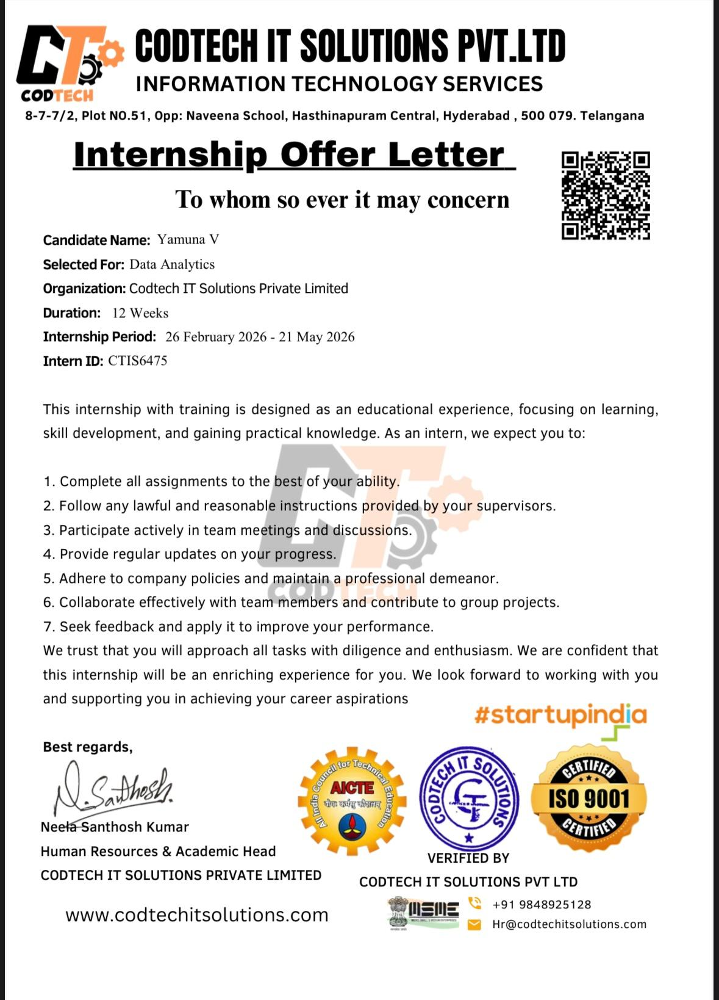 CT
CODTECH
CODTECH IT SOLUTIONS PVT.LTD
INFORMATION TECHNOLOGY SERVICES
8-7-7/2, Plot NO.51, Opp: Naveena School, Hasthinapuram Central, Hyderabad , 500 079. Telangana
Internship Offer Letter
To whom so ever it may concern
Candidate Name: Yamuna V
Selected For: Data Analytics
Organization: Codtech IT Solutions Private Limited
Duration: 12 Weeks
Internship Period: 26 February 2026 - 21 May 2026
Intern ID: CTIS6475
This internship with training is designed as an educational experience, focusing on learning,
skill development, and gaining practical knowledge. As an intern, we expect you to:
CT
CODTECH
1. Complete all assignments to the best of your ability.
2. Follow any lawful and reasonable instructions provided by your supervisors.
3. Participate actively in team meetings and discussions.
4. Provide regular updates on your progress.
5. Adhere to company policies and maintain a professional demeanor.
6. Collaborate effectively with team members and contribute to group projects.
7. Seek feedback and apply it to improve your performance.
We trust that you will approach all tasks with diligence and enthusiasm. We are confident that
this internship will be an enriching experience for you. We look forward to working with you
and supporting you in achieving your career aspirations
#startupindia
Best regards,
N.Santhosh.
Neela Santhosh Kumar
Human Resources & Academic Head
CODTECH IT SOLUTIONS PRIVATE LIMITED
www.codtechitsolutions.com
All India Council for Technical Education
AICTE
योगः कर्मसु कौशलम्
CODTECH IT SOLUTIONS
CERTIFIED
ISO 9001
CERTIFIED
VERIFIED BY
CODTECH IT SOLUTIONS PVT LTD
MSME
MICRO, SMALL & MEDIUM ENTERPRISES
+91 9848925128
Hr@codtechitsolutions.com